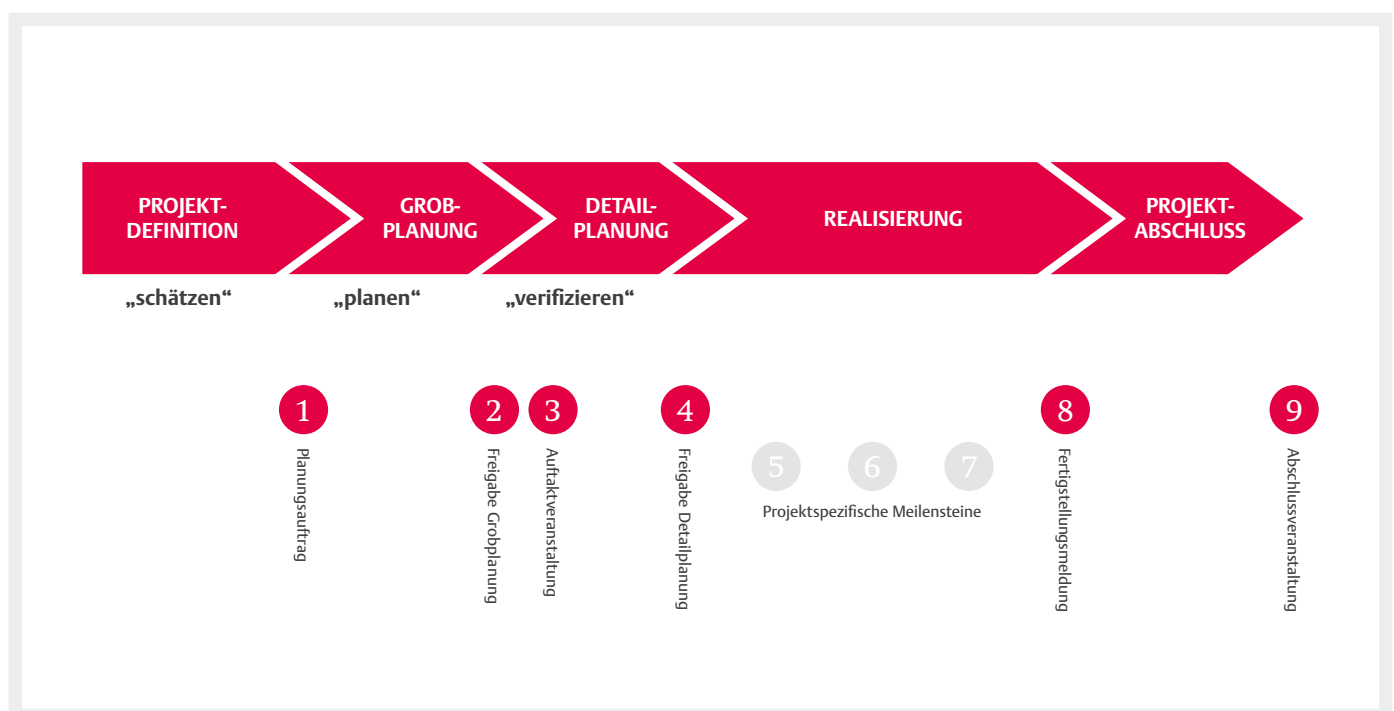 PROJEKT-
DEFINITION
GROB-
PLANUNG
DETAIL-
PLANUNG
REALISIERUNG
PROJEKT-
ABSCHLUSS
„schätzen“
„planen“
„verifizieren“
1
2
3
4
5
6
7
8
9
Planungsauftrag
Freigabe Grobplanung
Auftaktveranstaltung
Freigabe Detailplanung
Projektspezifische Meilensteine
Fertigstellungsmeldung
Abschlussveranstaltung